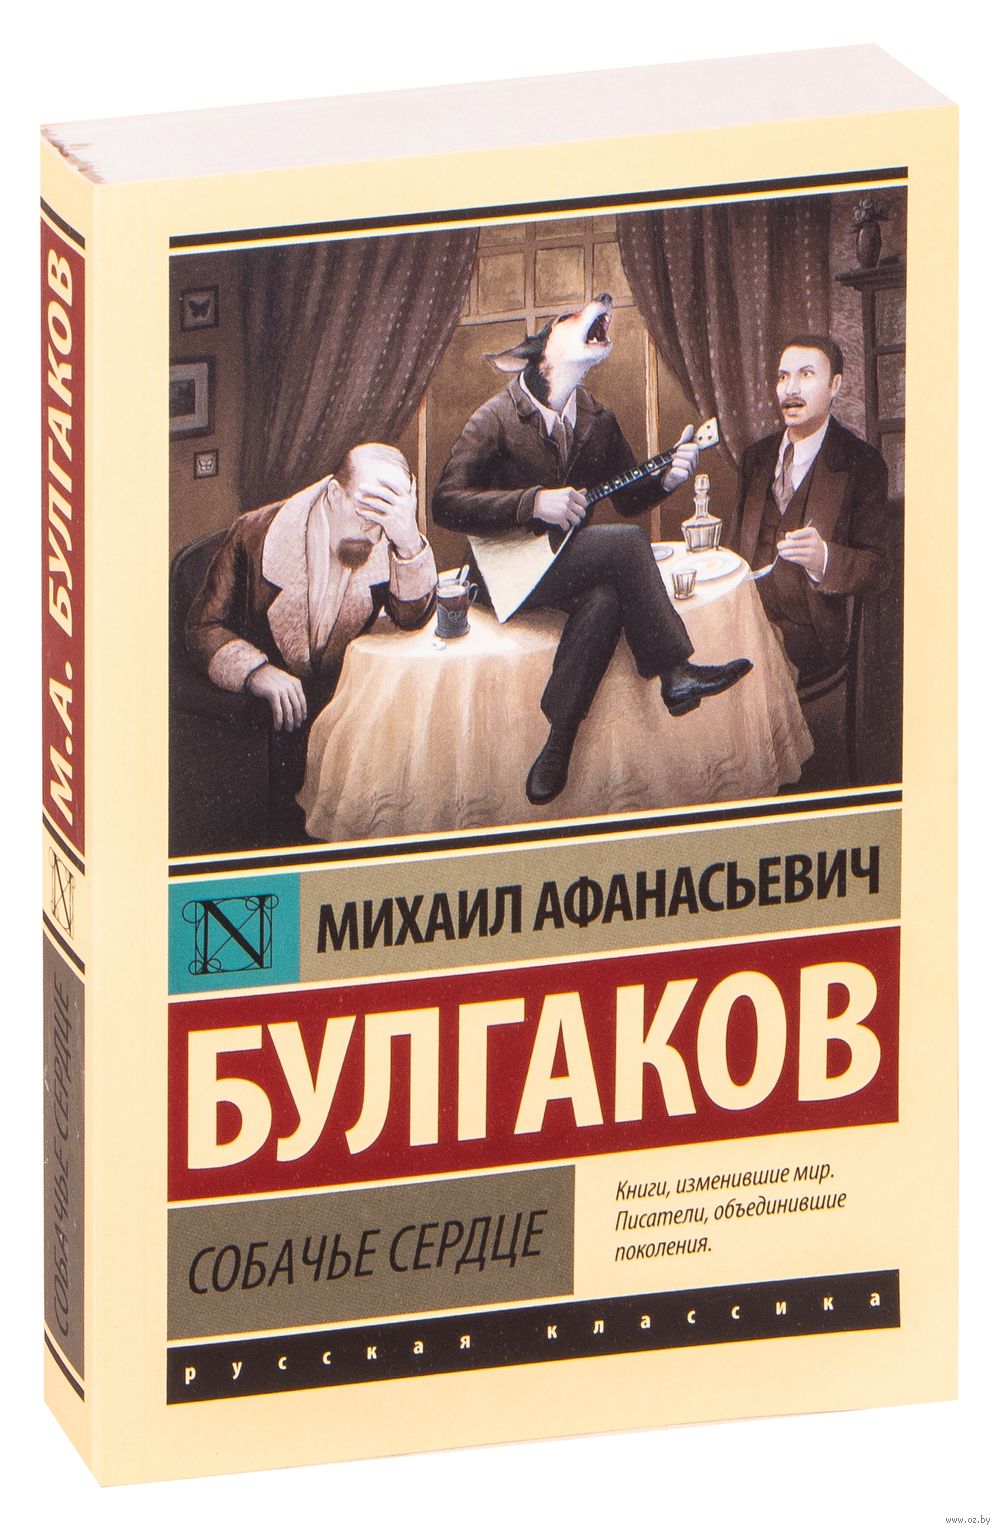 М.А. БУЛГАКОВ
N
СОБАЧЬЕ СЕРДЦЕ
N
МИХАИЛ АФАНАСЬЕВИЧ
БУЛГАКОВ
СОБАЧЬЕ СЕРДЦЕ
Книги, изменившие мир.
Писатели, объединившие
поколения.
русская классика
www.oz.by